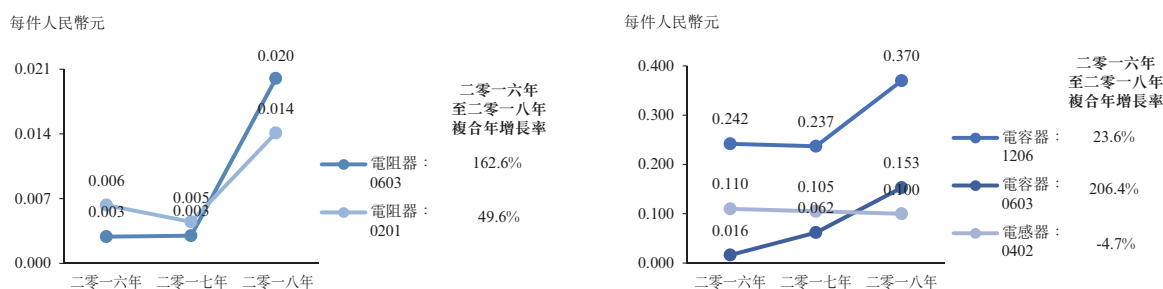 每件人民幣元
0.021
0.014
0.007
0.000
0.020
0.014
0.006
0.003
0.005
0.003
二零一六年 二零一七年 二零一八年
二零一六年
至二零一八年
複合年增長率
電阻器：
0603
162.6%
電阻器：
0201
49.6%
每件人民幣元
0.400
0.300
0.200
0.100
0.000
0.370
0.242
0.237
0.153
0.110
0.105
0.100
0.062
0.016
二零一六年 二零一七年 二零一八年
二零一六年
至二零一八年
複合年增長率
電容器：
1206
23.6%
電容器：
0603
206.4%
電感器：
0402
-4.7%